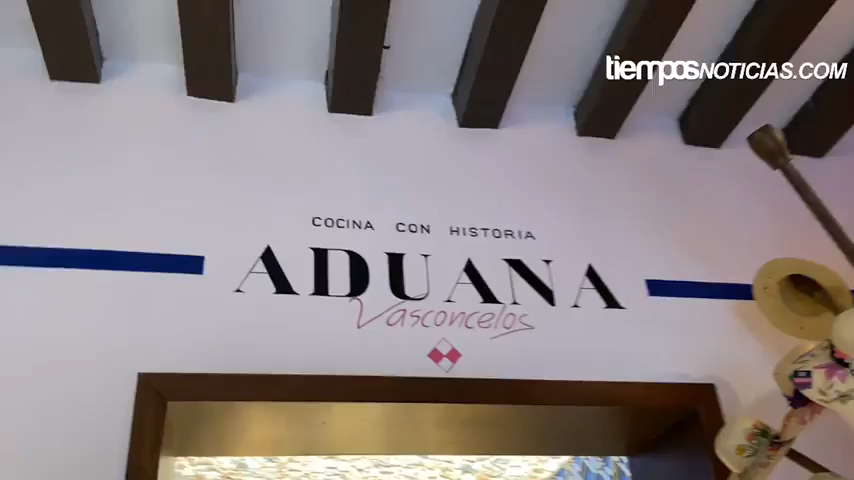 tiemposNOTICIAS.COM
COCINA CON HISTORIA
ADUANA
Vasconcelos